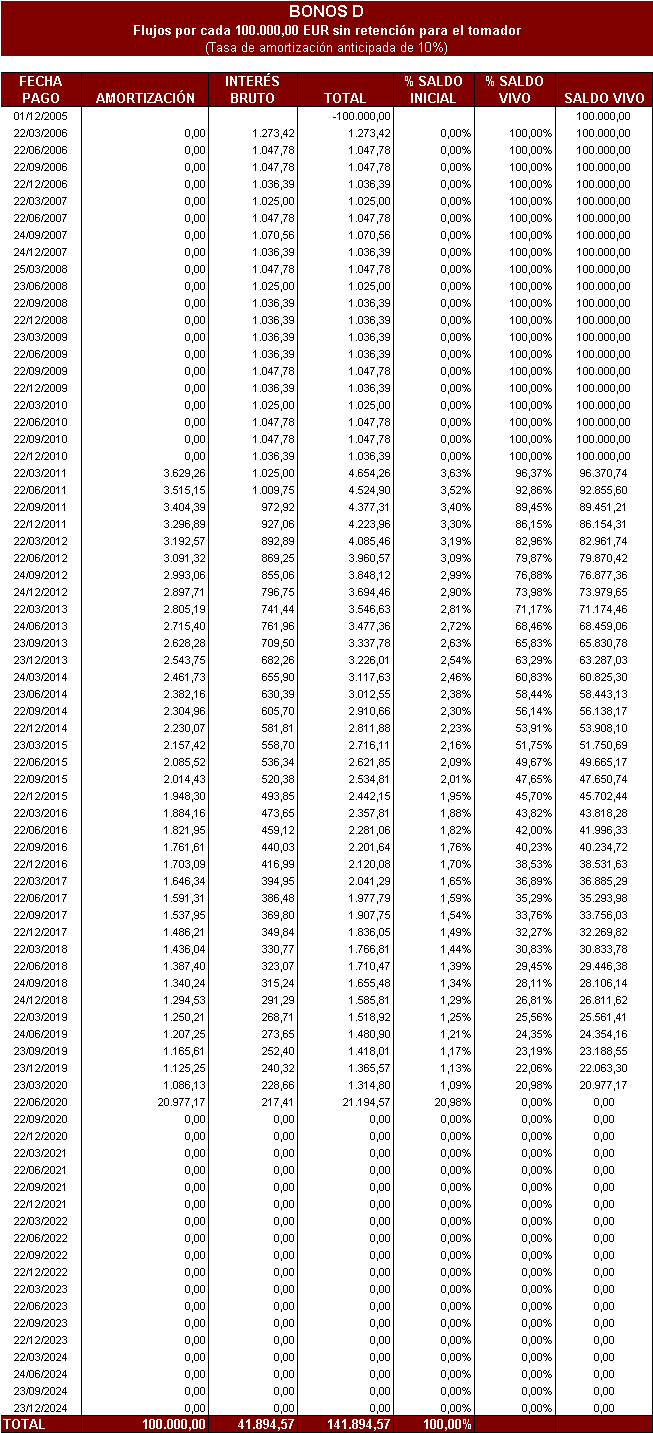 BONOS D
Flujos por cada 100.000,00 EUR sin retención para el tomador
(Tasa de amortización anticipada de 10%)
FECHA PAGO AMORTIZACIÓN INTERÉS BRUTO TOTAL % SALDO INICIAL % SALDO VIVO SALDO VIVO
01/12/2005 -100.000,00 100.000,00
22/03/2006 0,00 1.273,42 1.273,42 0,00% 100,00% 100.000,00
22/06/2006 0,00 1.047,78 1.047,78 0,00% 100,00% 100.000,00
22/09/2006 0,00 1.047,78 1.047,78 0,00% 100,00% 100.000,00
22/12/2006 0,00 1.036,39 1.036,39 0,00% 100,00% 100.000,00
22/03/2007 0,00 1.025,00 1.025,00 0,00% 100,00% 100.000,00
22/06/2007 0,00 1.047,78 1.047,78 0,00% 100,00% 100.000,00
24/09/2007 0,00 1.070,56 1.070,56 0,00% 100,00% 100.000,00
24/12/2007 0,00 1.036,39 1.036,39 0,00% 100,00% 100.000,00
25/03/2008 0,00 1.047,78 1.047,78 0,00% 100,00% 100.000,00
23/06/2008 0,00 1.025,00 1.025,00 0,00% 100,00% 100.000,00
22/09/2008 0,00 1.036,39 1.036,39 0,00% 100,00% 100.000,00
22/12/2008 0,00 1.036,39 1.036,39 0,00% 100,00% 100.000,00
23/03/2009 0,00 1.036,39 1.036,39 0,00% 100,00% 100.000,00
22/06/2009 0,00 1.036,39 1.036,39 0,00% 100,00% 100.000,00
22/09/2009 0,00 1.047,78 1.047,78 0,00% 100,00% 100.000,00
22/12/2009 0,00 1.036,39 1.036,39 0,00% 100,00% 100.000,00
22/03/2010 0,00 1.025,00 1.025,00 0,00% 100,00% 100.000,00
22/06/2010 0,00 1.047,78 1.047,78 0,00% 100,00% 100.000,00
22/09/2010 0,00 1.047,78 1.047,78 0,00% 100,00% 100.000,00
22/12/2010 0,00 1.036,39 1.036,39 0,00% 100,00% 100.000,00
22/03/2011 3.629,26 1.025,00 4.654,26 3,63% 96,37% 96.370,74
22/06/2011 3.515,15 1.009,75 4.524,90 3,52% 92,86% 92.855,60
22/09/2011 3.404,39 972,92 4.377,31 3,40% 89,45% 89.451,21
22/12/2011 3.296,89 927,06 4.223,96 3,30% 86,15% 86.154,31
22/03/2012 3.192,57 892,89 4.085,46 3,19% 82,96% 82.961,74
22/06/2012 3.091,32 869,25 3.960,57 3,09% 79,87% 79.870,42
24/09/2012 2.993,06 855,06 3.848,12 2,99% 76,88% 76.877,36
24/12/2012 2.897,71 796,75 3.694,46 2,90% 73,98% 73.979,65
22/03/2013 2.805,19 741,44 3.546,63 2,81% 71,17% 71.174,46
24/06/2013 2.715,40 761,96 3.477,36 2,72% 68,46% 68.459,06
23/09/2013 2.628,28 709,50 3.337,78 2,63% 65,83% 65.830,78
23/12/2013 2.543,75 682,26 3.226,01 2,54% 63,29% 63.287,03
24/03/2014 2.461,73 655,90 3.117,63 2,46% 60,83% 60.825,30
23/06/2014 2.382,16 630,39 3.012,55 2,38% 58,44% 58.443,13
22/09/2014 2.304,96 605,70 2.910,66 2,30% 56,14% 56.138,17
22/12/2014 2.230,07 581,81 2.811,88 2,23% 53,91% 53.908,10
23/03/2015 2.157,42 558,70 2.716,11 2,16% 51,75% 51.750,69
22/06/2015 2.085,52 536,34 2.621,85 2,09% 49,67% 49.665,17
22/09/2015 2.014,43 520,38 2.534,81 2,01% 47,65% 47.650,74
22/12/2015 1.948,30 493,85 2.442,15 1,95% 45,70% 45.702,44
22/03/2016 1.884,16 473,65 2.357,81 1,88% 43,82% 43.818,28
22/06/2016 1.821,95 459,12 2.281,06 1,82% 42,00% 41.996,33
22/09/2016 1.761,61 440,03 2.201,64 1,76% 40,23% 40.234,72
22/12/2016 1.703,09 416,99 2.120,08 1,70% 38,53% 38.531,63
22/03/2017 1.646,34 394,95 2.041,29 1,65% 36,89% 36.885,29
22/06/2017 1.591,31 386,48 1.977,79 1,59% 35,29% 35.293,98
22/09/2017 1.537,95 369,80 1.907,75 1,54% 33,76% 33.756,03
22/12/2017 1.486,21 349,84 1.836,05 1,49% 32,27% 32.269,82
22/03/2018 1.436,04 330,77 1.766,81 1,44% 30,83% 30.833,78
22/06/2018 1.387,40 323,07 1.710,47 1,39% 29,45% 29.446,38
24/09/2018 1.340,24 315,24 1.655,48 1,34% 28,11% 28.106,14
24/12/2018 1.294,53 291,29 1.585,81 1,29% 26,81% 26.811,62
22/03/2019 1.250,21 268,71 1.518,92 1,25% 25,56% 25.561,41
24/06/2019 1.207,25 273,65 1.480,90 1,21% 24,35% 24.354,16
23/09/2019 1.165,61 252,40 1.418,01 1,17% 23,19% 23.188,55
23/12/2019 1.125,25 240,32 1.365,57 1,13% 22,06% 22.063,30
23/03/2020 1.086,13 228,66 1.314,80 1,09% 20,98% 20.977,17
22/06/2020 20.977,17 217,41 21.194,57 20,98% 0,00% 0,00
22/09/2020 0,00 0,00 0,00 0,00% 0,00% 0,00
22/12/2020 0,00 0,00 0,00 0,00% 0,00% 0,00
22/03/2021 0,00 0,00 0,00 0,00% 0,00% 0,00
22/06/2021 0,00 0,00 0,00 0,00% 0,00% 0,00
22/09/2021 0,00 0,00 0,00 0,00% 0,00% 0,00
22/12/2021 0,00 0,00 0,00 0,00% 0,00% 0,00
22/03/2022 0,00 0,00 0,00 0,00% 0,00% 0,00
22/06/2022 0,00 0,00 0,00 0,00% 0,00% 0,00
22/09/2022 0,00 0,00 0,00 0,00% 0,00% 0,00
22/12/2022 0,00 0,00 0,00 0,00% 0,00% 0,00
22/03/2023 0,00 0,00 0,00 0,00% 0,00% 0,00
22/06/2023 0,00 0,00 0,00 0,00% 0,00% 0,00
22/09/2023 0,00 0,00 0,00 0,00% 0,00% 0,00
22/12/2023 0,00 0,00 0,00 0,00% 0,00% 0,00
22/03/2024 0,00 0,00 0,00 0,00% 0,00% 0,00
24/06/2024 0,00 0,00 0,00 0,00% 0,00% 0,00
23/09/2024 0,00 0,00 0,00 0,00% 0,00% 0,00
23/12/2024 0,00 0,00 0,00 0,00% 0,00% 0,00
TOTAL 100.000,00 41.894,57 141.894,57 100,00%